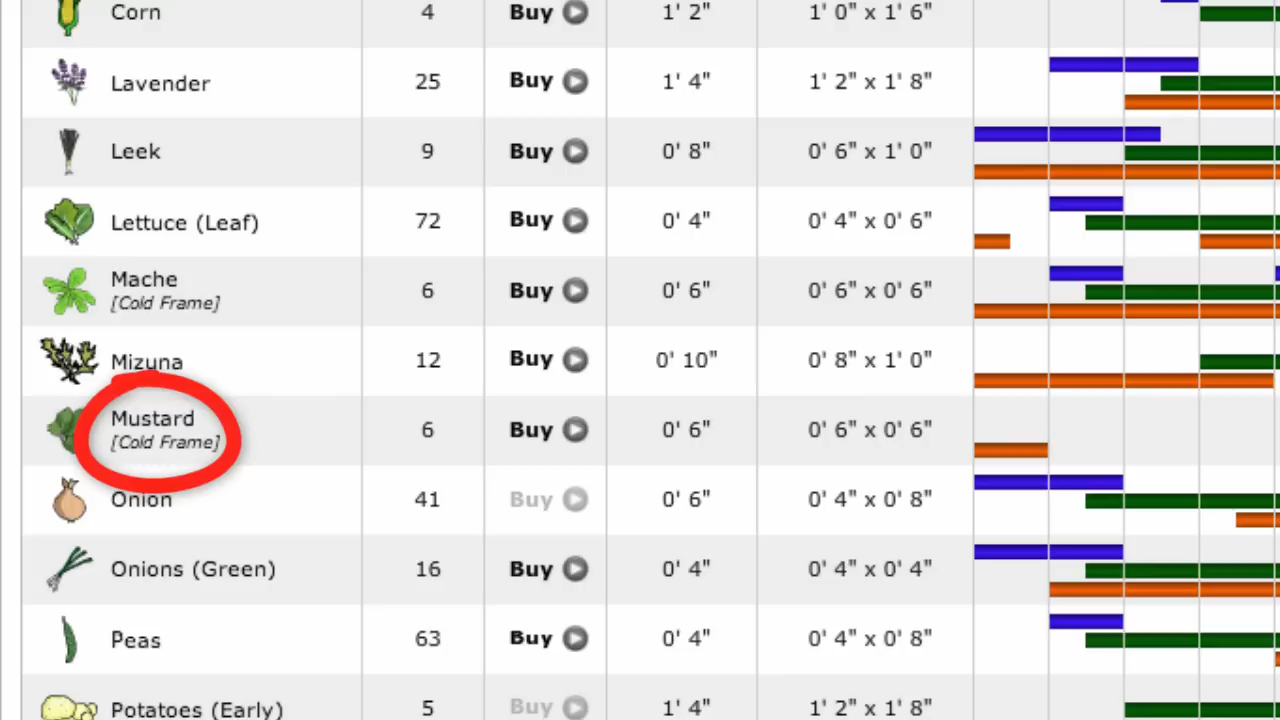 Corn 4 Buy 1' 2" 1' 0" x 1' 6"
Lavender 25 Buy 1' 4" 1' 2" x 1' 8"
Leek 9 Buy 0' 8" 0' 6" x 1' 0"
Lettuce (Leaf) 72 Buy 0' 4" 0' 4" x 0' 6"
Mache 6 Buy 0' 6" 0' 6" x 0' 6"
[Cold Frame]
Mizuna 12 Buy 0' 10" 0' 8" x 1' 0"
Mustard 6 Buy 0' 6" 0' 6" x 0' 6"
[Cold Frame]
Onion 41 Buy 0' 6" 0' 4" x 0' 8"
Onions (Green) 16 Buy 0' 4" 0' 4" x 0' 4"
Peas 63 Buy 0' 4" 0' 4" x 0' 8"
Potatoes (Early) 5 Buy 1' 4" 1' 2" x 1' 8"